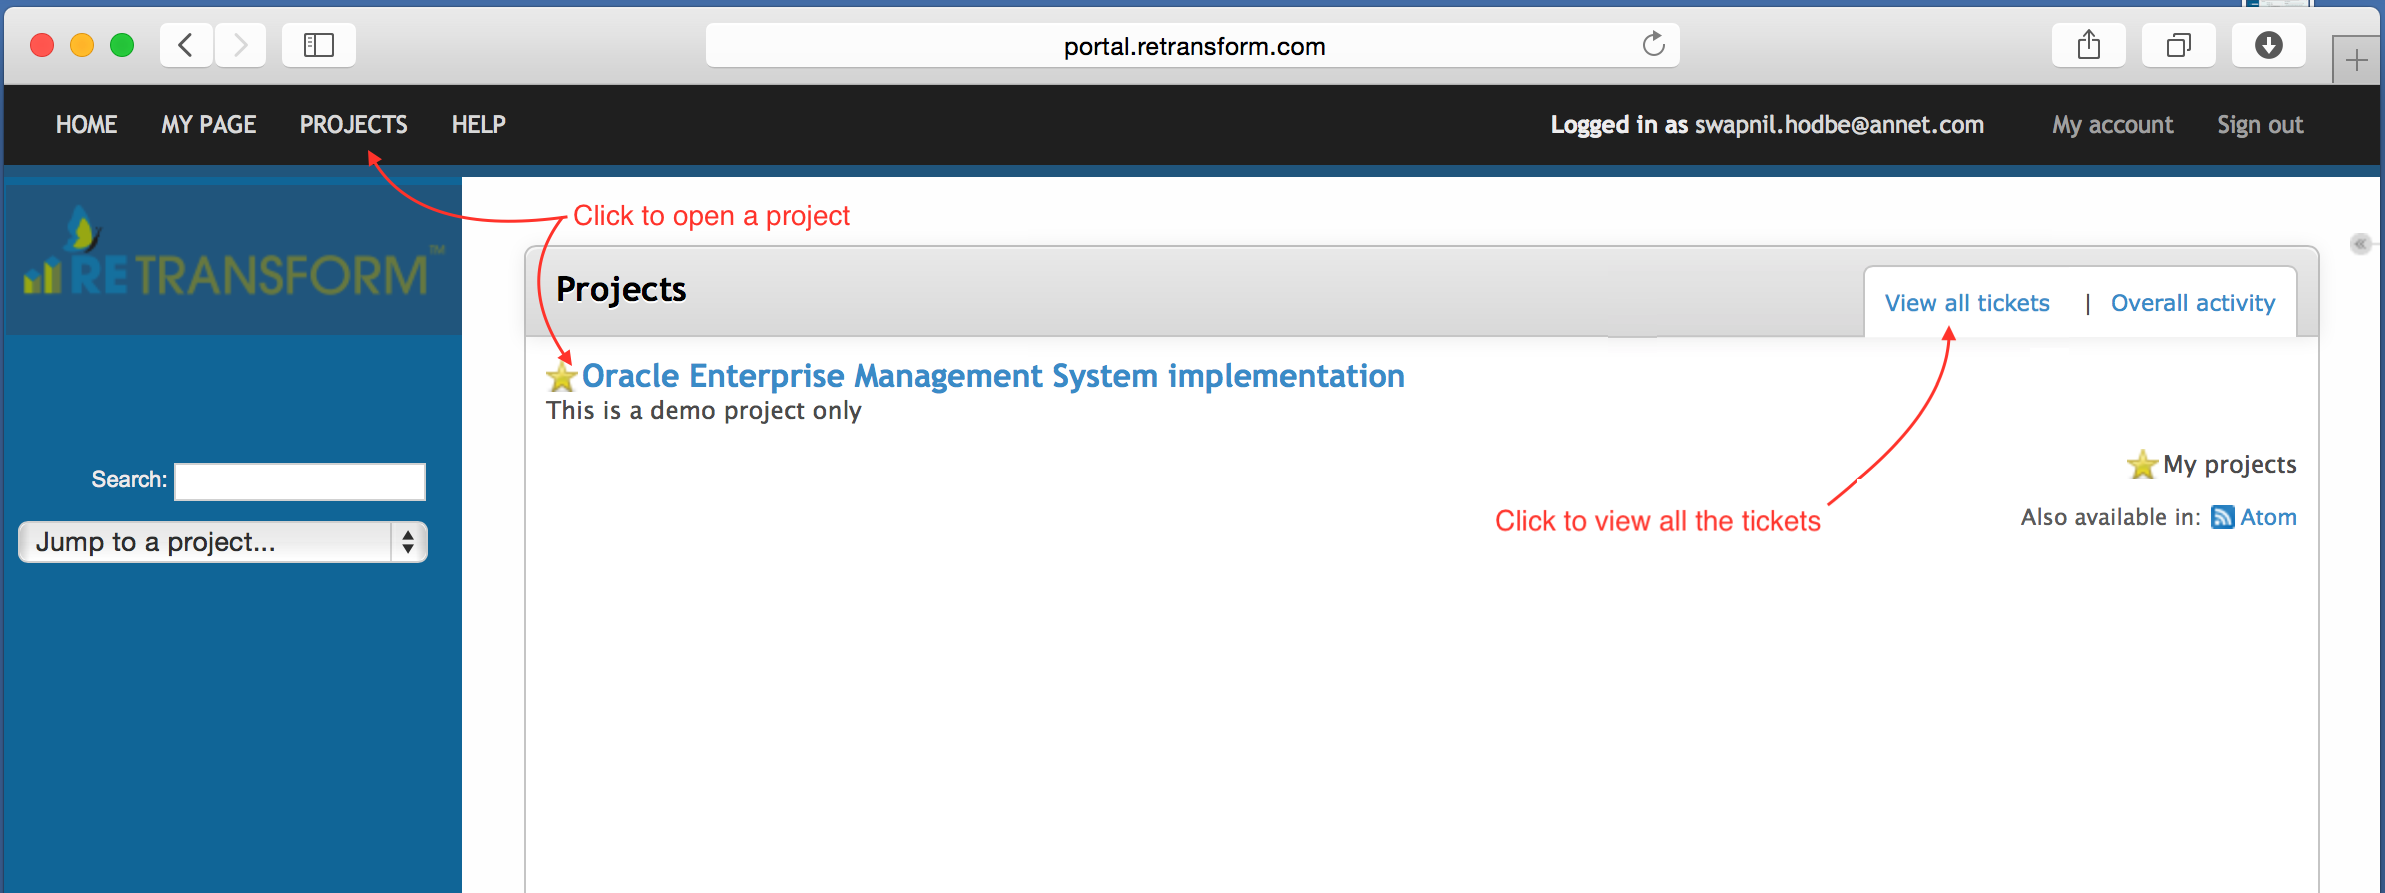 portal.retransform.com
HOME MY PAGE PROJECTS HELP
Logged in as swapnil.hodbe@annet.com My account Sign out
RETRANSFORM™
Click to open a project
Projects
View all tickets | Overall activity
Oracle Enterprise Management System implementation
This is a demo project only
My projects
Search:
Click to view all the tickets
Also available in: Atom
Jump to a project...